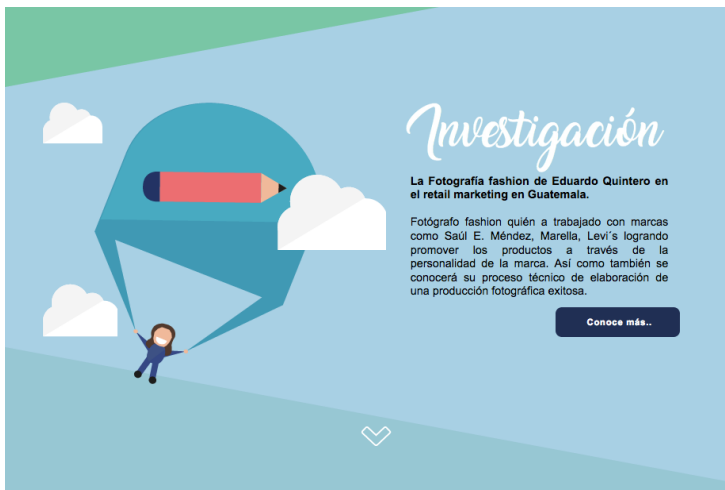 Investigación
La Fotografía fashion de Eduardo Quintero en
el retail marketing en Guatemala.
Fotógrafo fashion quién a trabajado con marcas
como Saúl E. Méndez, Marella, Levi´s logrando
promover los productos a través de la
personalidad de la marca. Así como también se
conocerá su proceso técnico de elaboración de
una producción fotográfica exitosa.
Conoce más..